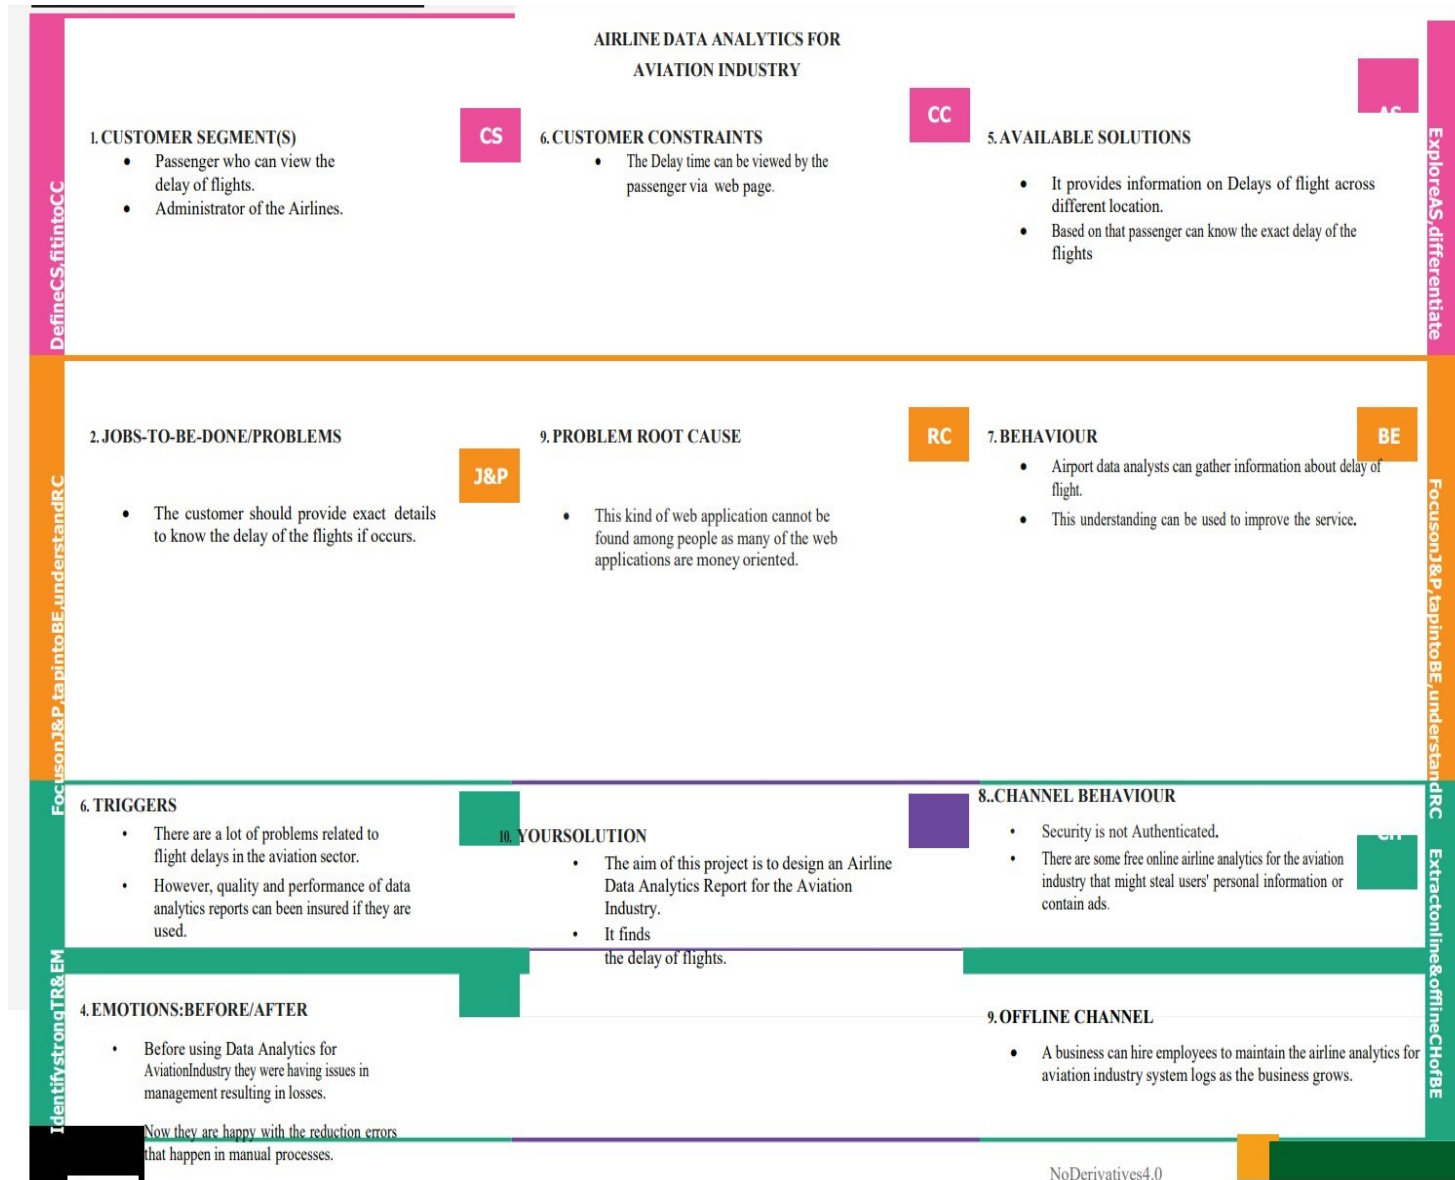 AIRLINE DATA ANALYTICS FOR
AVIATION INDUSTRY
DefineCS,fitintoCC
1. CUSTOMER SEGMENT(S)
CS
• Passenger who can view the
delay of flights.
• Administrator of the Airlines.
6. CUSTOMER CONSTRAINTS
CC
• The Delay time can be viewed by the
passenger via web page.
5. AVAILABLE SOLUTIONS
AS
• It provides information on Delays of flight across
different location.
• Based on that passenger can know the exact delay of the
flights
ExploreAS,differentiate
FocusonJ&P,tapintoBE,understandRC
2. JOBS-TO-BE-DONE/PROBLEMS
J&P
• The customer should provide exact details
to know the delay of the flights if occurs.
9. PROBLEM ROOT CAUSE
RC
• This kind of web application cannot be
found among people as many of the web
applications are money oriented.
7. BEHAVIOUR
BE
• Airport data analysts can gather information about delay of
flight.
• This understanding can be used to improve the service.
FocusonJ&P,tapintoBE,understandRC
IdentifystrongTR&EM
6. TRIGGERS
• There are a lot of problems related to
flight delays in the aviation sector.
• However, quality and performance of data
analytics reports can been insured if they are
used.
10. YOURSOLUTION
• The aim of this project is to design an Airline
Data Analytics Report for the Aviation
Industry.
• It finds
the delay of flights.
8..CHANNEL BEHAVIOUR
CH
• Security is not Authenticated.
• There are some free online airline analytics for the aviation
industry that might steal users' personal information or
contain ads.
Extractonline&offlineCHofBE
4. EMOTIONS:BEFORE/AFTER
• Before using Data Analytics for
AviationIndustry they were having issues in
management resulting in losses.
Now they are happy with the reduction errors
that happen in manual processes.
9. OFFLINE CHANNEL
• A business can hire employees to maintain the airline analytics for
aviation industry system logs as the business grows.
NoDerivatives4.0